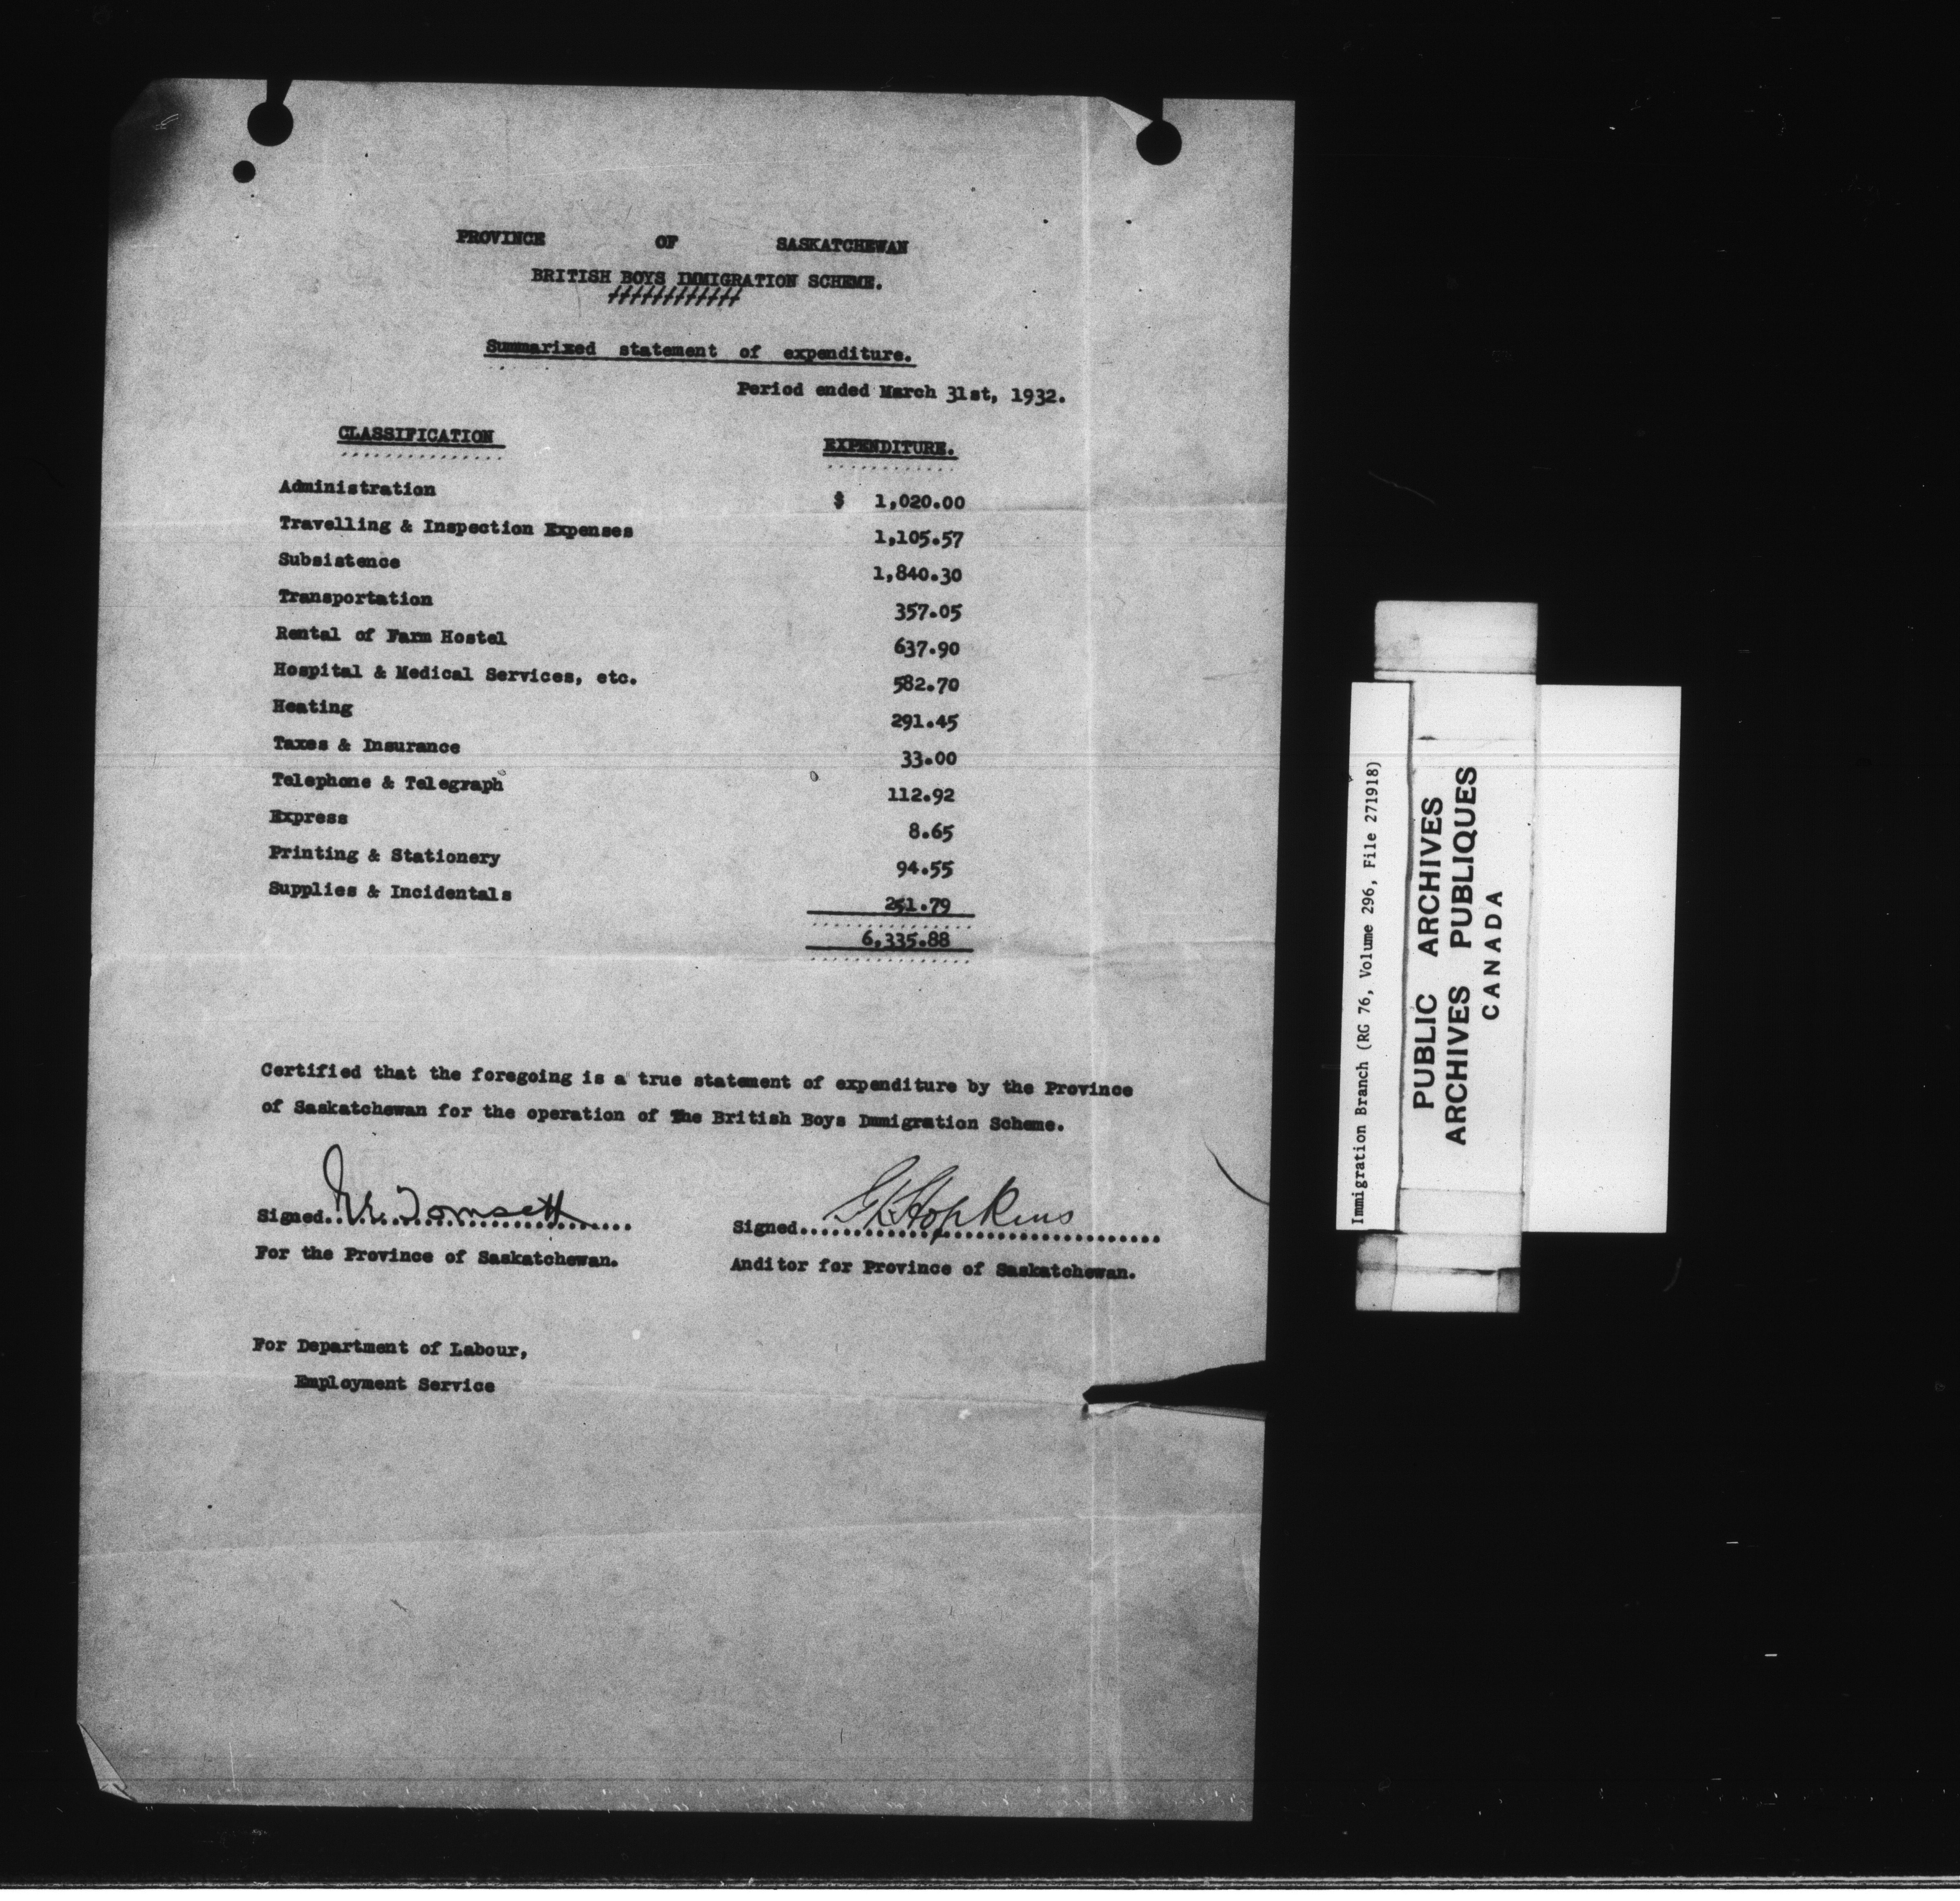 PROVINCE OF SASKATCHEWAN
BRITISH BOYS IMMIGRATION SCHEME.
Summarized statement of expenditure.
Period ended March 31st, 1932.
CLASSIFICATION EXPENDITURE.
Administration $ 1,020.00
Travelling & Inspection Expenses 1,105.57
Subsistence 1,840.30
Transportation 357.05
Rental of Farm Hostel 637.90
Hospital & Medical Services, etc. 582.70
Heating 291.45
Taxes & Insurance 33.00
Telephone & Telegraph 112.92
Express 8.65
Printing & Stationery 94.55
Supplies & Incidentals 251.79
6,335.88
Certified that the foregoing is a true statement of expenditure by the Province
of Saskatchewan for the operation of The British Boys Immigration Scheme.
Signed Tomsett Signed Hopkins
For the Province of Saskatchewan. Anditor for Province of Saskatchewan.
For Department of Labour,
Employment Service
Immigration Branch (RG 76, Volume 296, File 271918)
PUBLIC ARCHIVES
ARCHIVES PUBLIQUES
CANADA